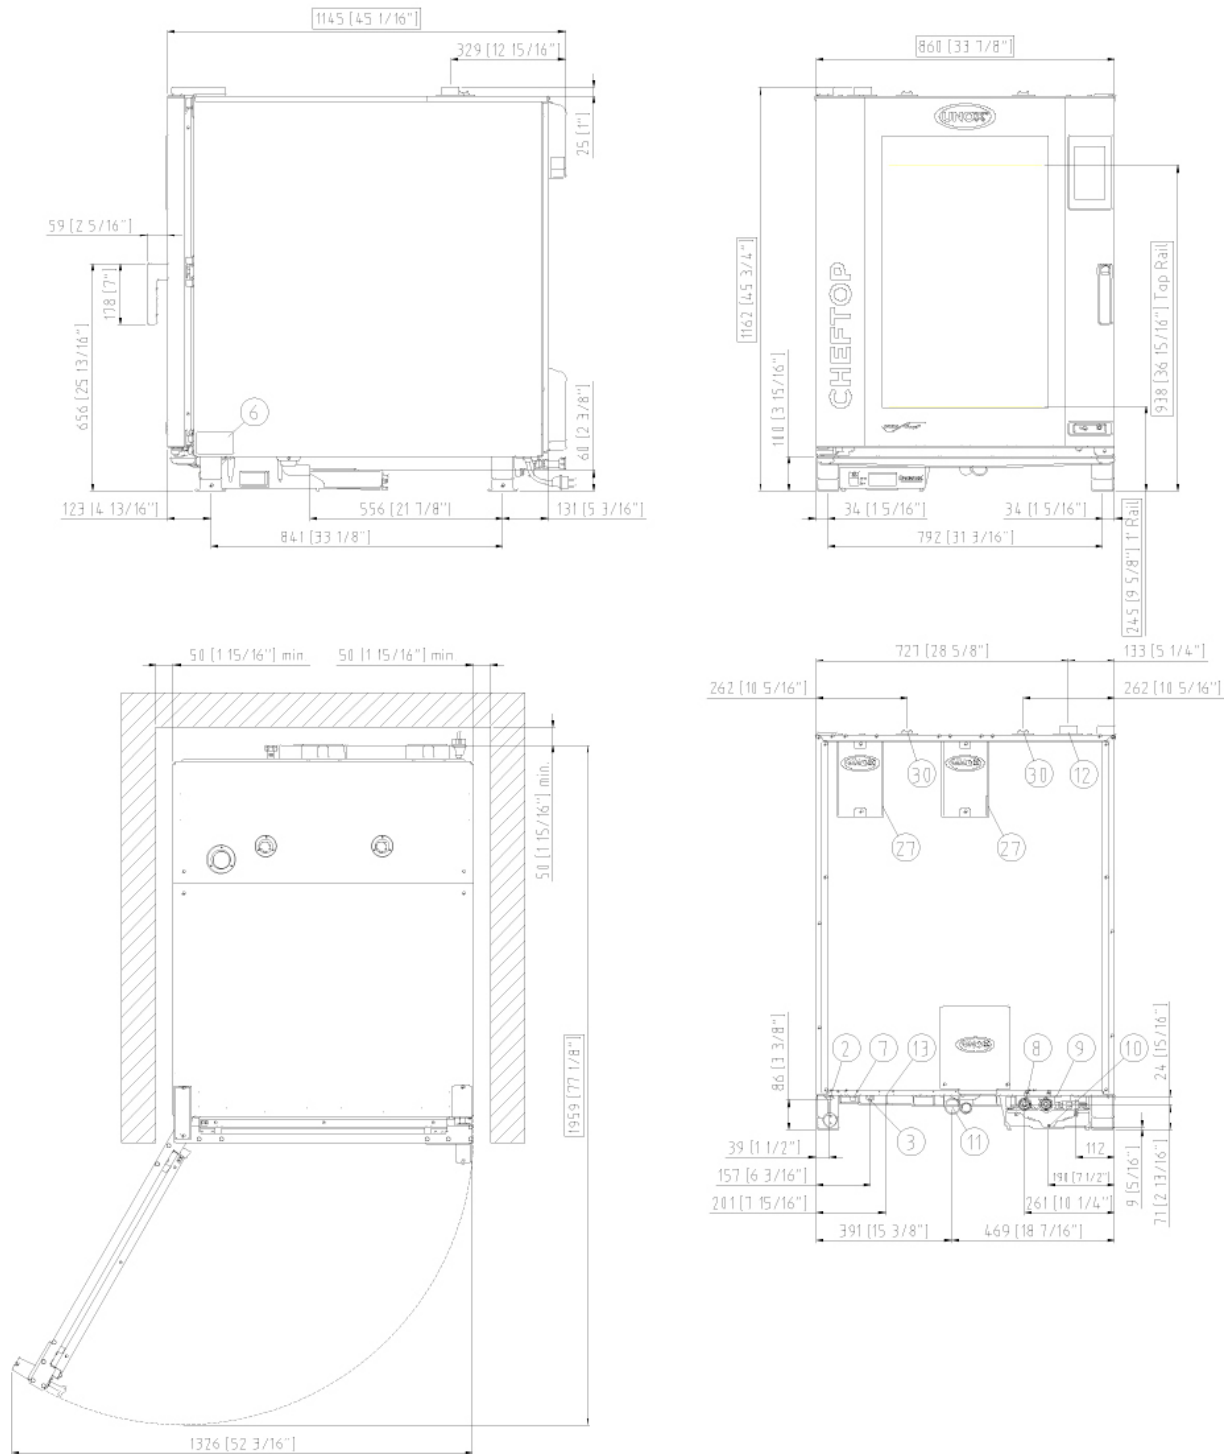 1145 [45 1/16"]
329 [12 15/16"]
25 [1"]
59 [2 5/16"]
138 [7"]
656 [25 13/16"]
6
60 [2 3/8"]
123 [4 13/16"]
556 [21 7/8"]
131 [5 3/16"]
841 [33 1/8"]
860 [33 7/8"]
UNOX
1162 [45 3/4"]
CHEFTOP
938 [36 15/16"] Top Rail
100 [3 15/16"]
34 [1 5/16"]
34 [1 5/16"]
792 [31 3/16"]
245 [9 5/8"] 1° Rail
50 [1 15/16"] min
50 [1 15/16"] min
50 [1 15/16"] min.
1959 [77 1/8"]
1326 [52 3/16"]
727 [28 5/8"]
133 [5 1/4"]
262 [10 5/16"]
262 [10 5/16"]
30
30
12
27
27
86 [3 3/8"]
2
7
13
8
9
10
24 [15/16"]
3
11
39 [1 1/2"]
112
157 [6 3/16"]
190 [7 1/2"]
9 [5/16"]
71 [2 13/16"]
201 [7 15/16"]
261 [10 1/4"]
391 [15 3/8"]
469 [18 7/16"]